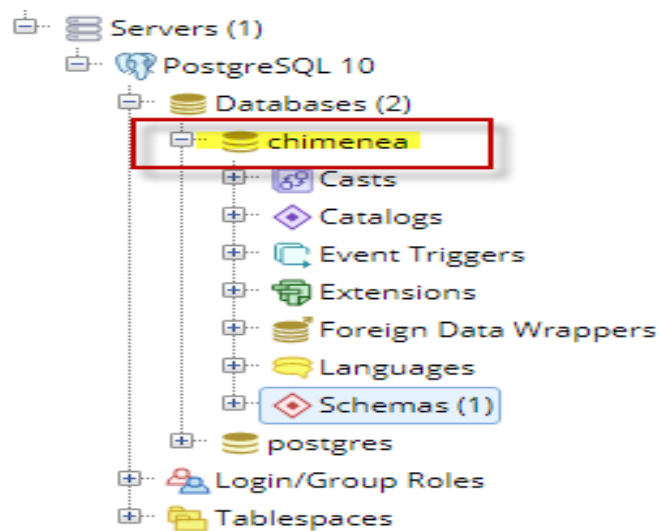 Servers (1)
PostgreSQL 10
Databases (2)
chimenea
Casts
Catalogs
Event Triggers
Extensions
Foreign Data Wrappers
Languages
Schemas (1)
postgres
Login/Group Roles
Tablespaces